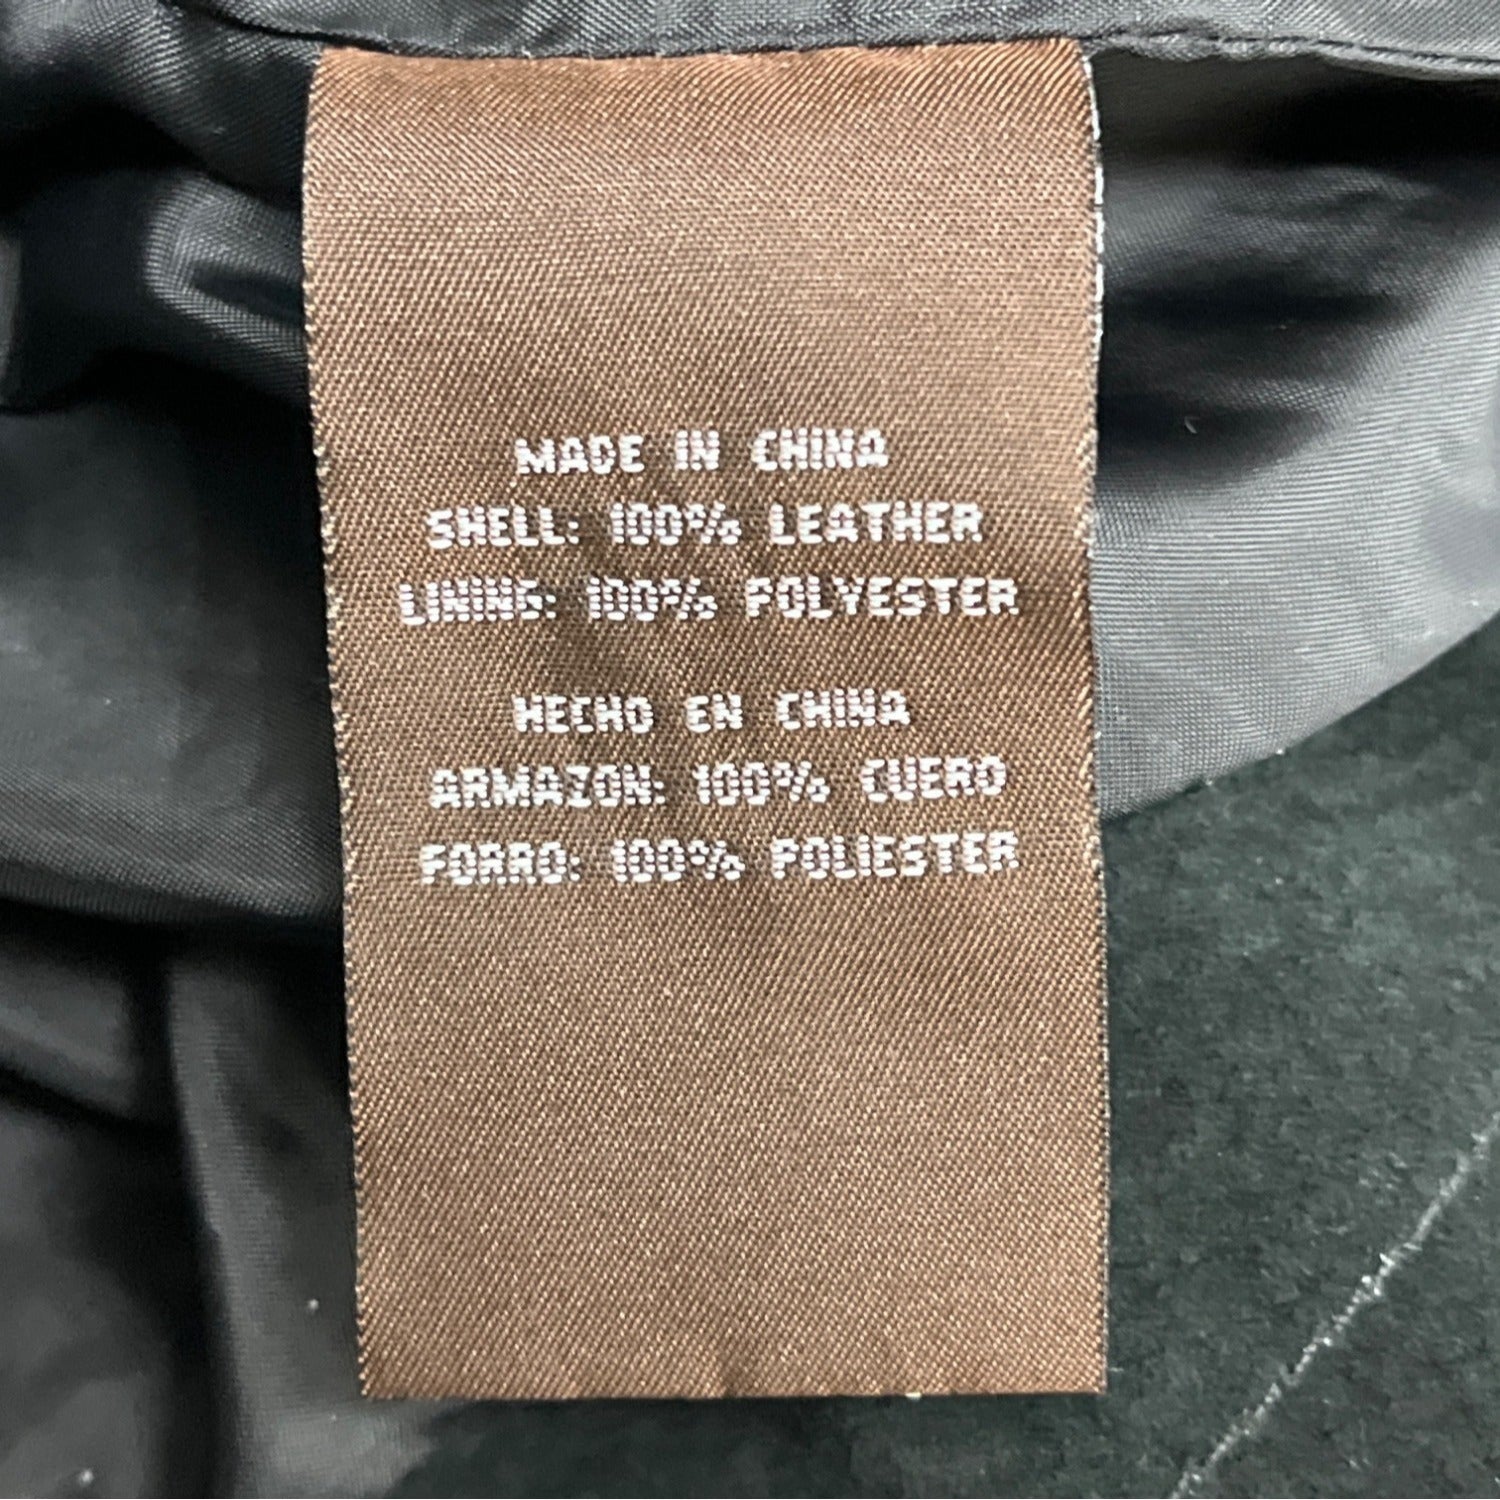 MADE IN CHINA
SHELL: 100% LEATHER
LINING: 100% POLYESTER
HECHO EN CHINA
ARMAZON: 100% CUERO
FORRO: 100% POLIESTER